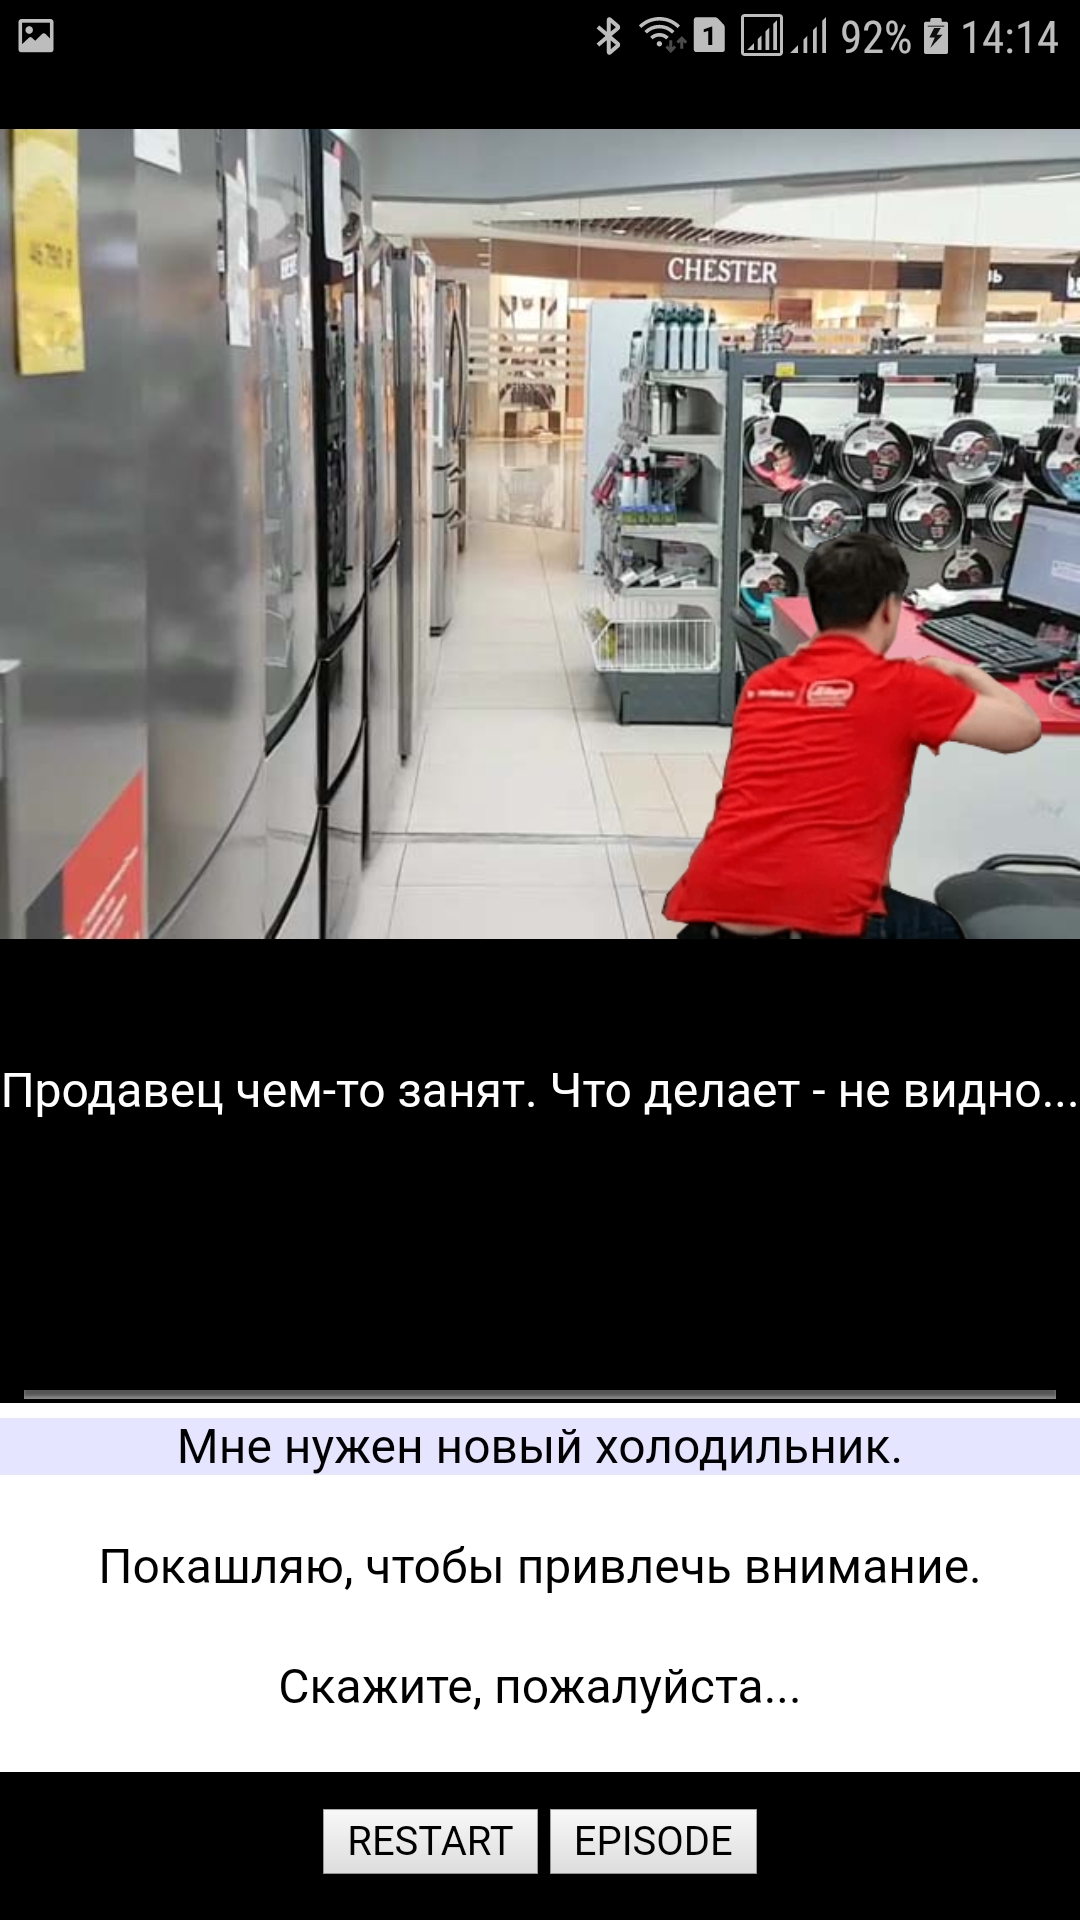 92% 14:14
CHESTER
Продавец чем-то занят. Что делает - не видно...
Мне нужен новый холодильник.
Покашляю, чтобы привлечь внимание.
Скажите, пожалуйста...
RESTART EPISODE